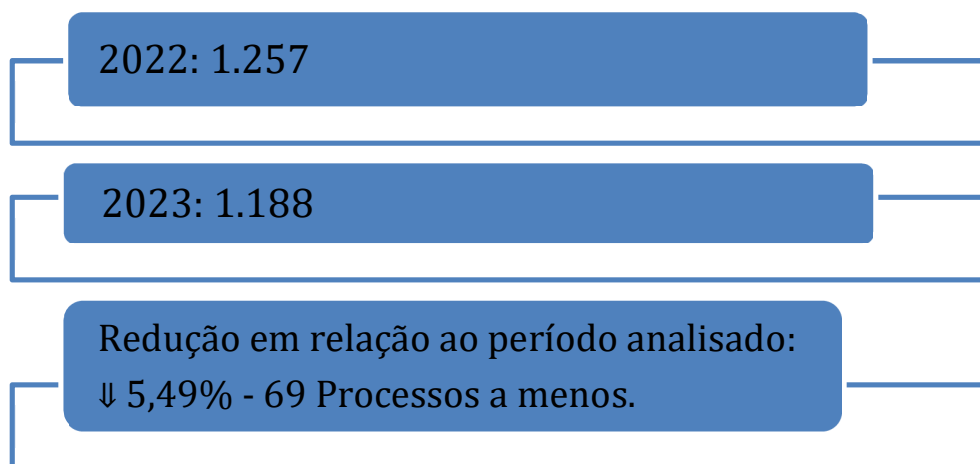 2022: 1.257
2023: 1.188
Redução em relação ao período analisado:
⇓ 5,49% - 69 Processos a menos.